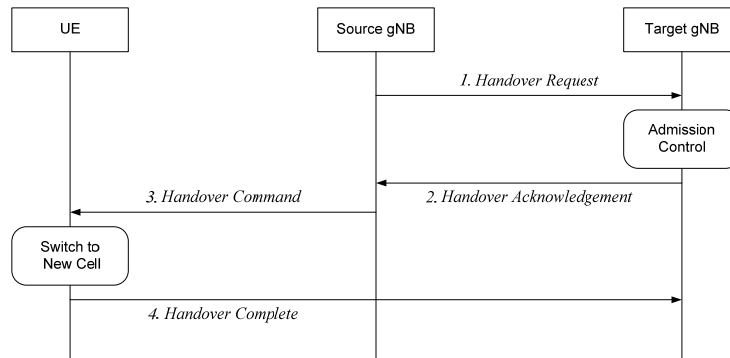 UE
Source gNB
Target gNB
1. Handover Request
Admission
Control
2. Handover Acknowledgement
3. Handover Command
Switch to
New Cell
4. Handover Complete